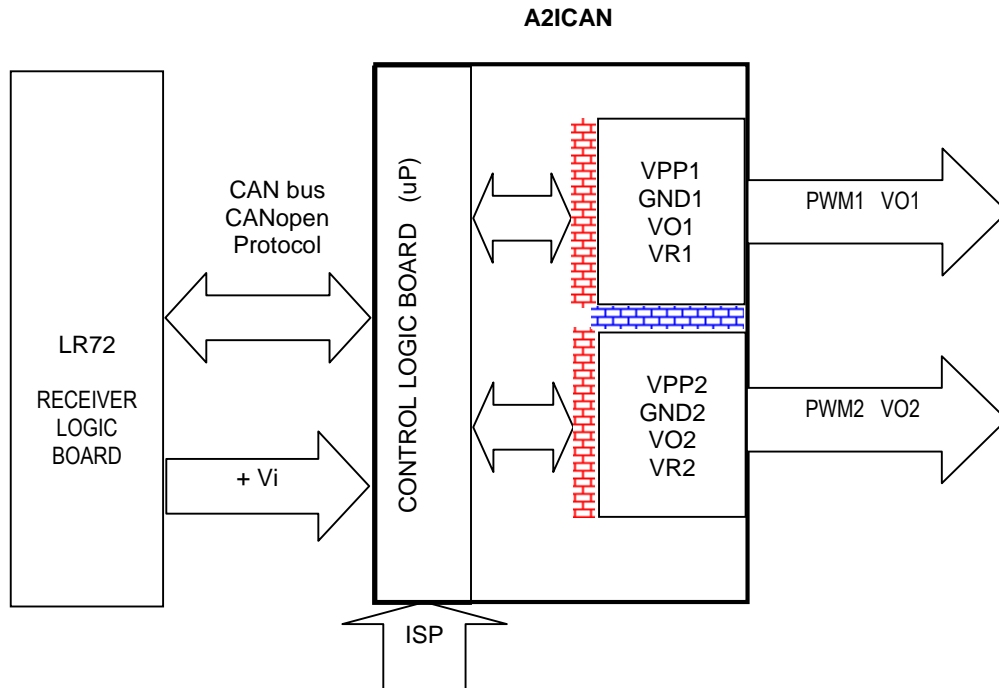 A2ICAN
LR72
RECEIVER
LOGIC
BOARD
CAN bus
CANopen
Protocol
+ Vi
CONTROL LOGIC BOARD (uP)
ISP
VPP1
GND1
VO1
VR1
VPP2
GND2
VO2
VR2
PWM1 VO1
PWM2 VO2